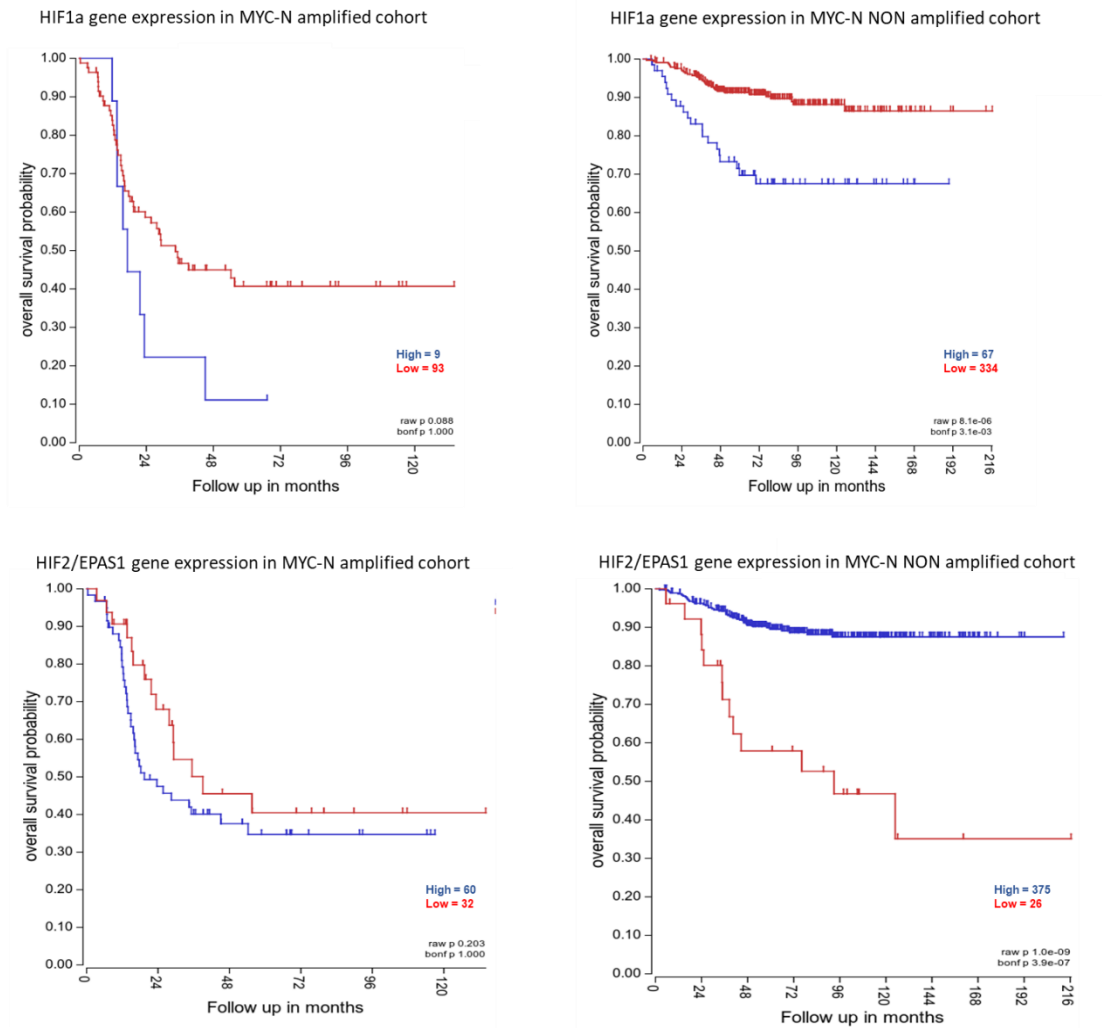 HIF1a gene expression in MYC-N amplified cohort
1.00
0.90
0.80
0.70
0.60
0.50
0.40
0.30
0.20
0.10
0.00
overall survival probability
High = 9
Low = 93
raw p 0.088
bonf p 1.000
0 24 48 72 96 120
Follow up in months
HIF1a gene expression in MYC-N NON amplified cohort
1.00
0.90
0.80
0.70
0.60
0.50
0.40
0.30
0.20
0.10
0.00
overall survival probability
High = 67
Low = 334
raw p 8.1e-06
bonf p 3.1e-03
0 24 48 72 96 120 144 168 192 216
Follow up in months
HIF2/EPAS1 gene expression in MYC-N amplified cohort
1.00
0.90
0.80
0.70
0.60
0.50
0.40
0.30
0.20
0.10
0.00
overall survival probability
High = 60
Low = 32
raw p 0.203
bonf p 1.000
0 24 48 72 96 120
Follow up in months
HIF2/EPAS1 gene expression in MYC-N NON amplified cohort
1.00
0.90
0.80
0.70
0.60
0.50
0.40
0.30
0.20
0.10
0.00
overall survival probability
High = 375
Low = 26
raw p 1.0e-09
bonf p 3.9e-07
0 24 48 72 96 120 144 168 192 216
Follow up in months